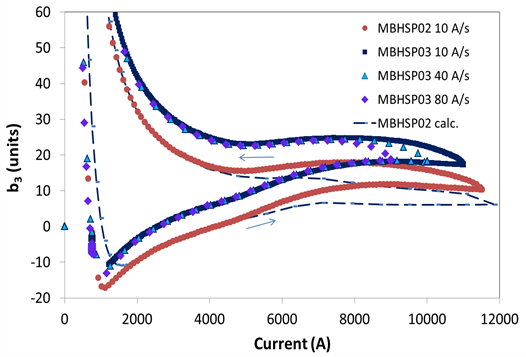 60
50
40
30
20
10
0
-10
-20
b3 (units)
MBHSP02 10 A/s
MBHSP03 10 A/s
MBHSP03 40 A/s
MBHSP03 80 A/s
MBHSP02 calc.
0 2000 4000 6000 8000 10000 12000
Current (A)